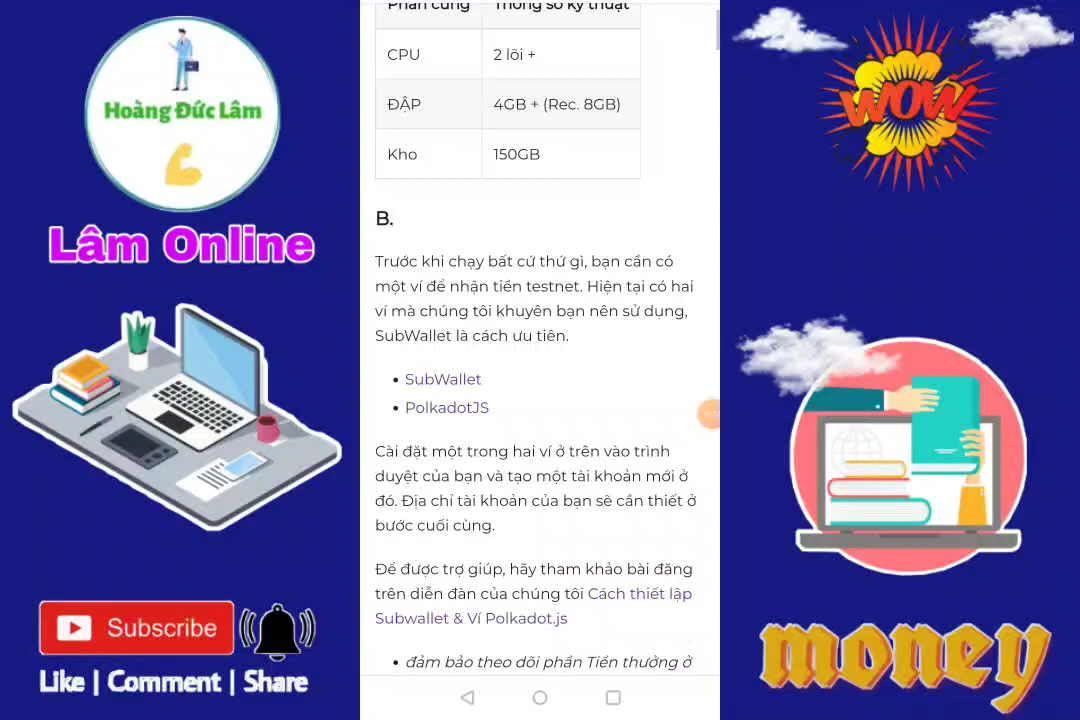 Hoàng Đức Lâm
Lâm Online
Subscribe
Like | Comment | Share
Phần cứng Thông số kỹ thuật
CPU 2 lõi +
ĐẬP 4GB + (Rec. 8GB)
Kho 150GB
B.
Trước khi chạy bất cứ thứ gì, bạn cần có
một ví để nhận tiền testnet. Hiện tại có hai
ví mà chúng tôi khuyên bạn nên sử dụng,
SubWallet là cách ưu tiên.
SubWallet
PolkadotJS
Cài đặt một trong hai ví ở trên vào trình
duyệt của bạn và tạo một tài khoản mới ở
đó. Địa chỉ tài khoản của bạn sẽ cần thiết ở
bước cuối cùng.
Để được trợ giúp, hãy tham khảo bài đăng
trên diễn đàn của chúng tôi Cách thiết lập
Subwallet & Ví Polkadot.js
đảm bảo theo dõi phần Tiền thưởng ở
WOW
money